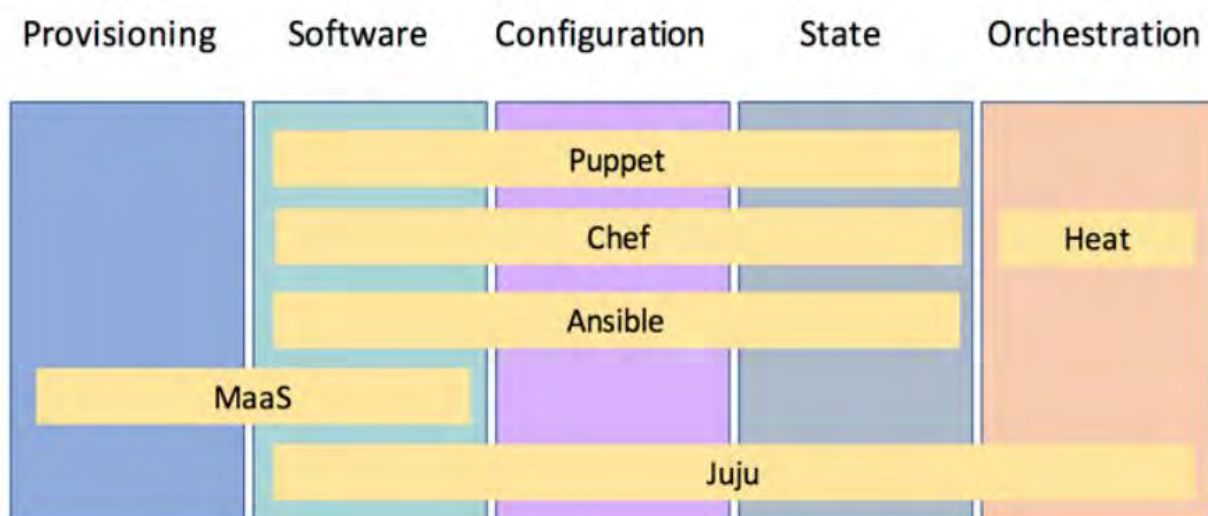 Provisioning Software Configuration State Orchestration
Puppet
Chef Heat
Ansible
MaaS
Juju